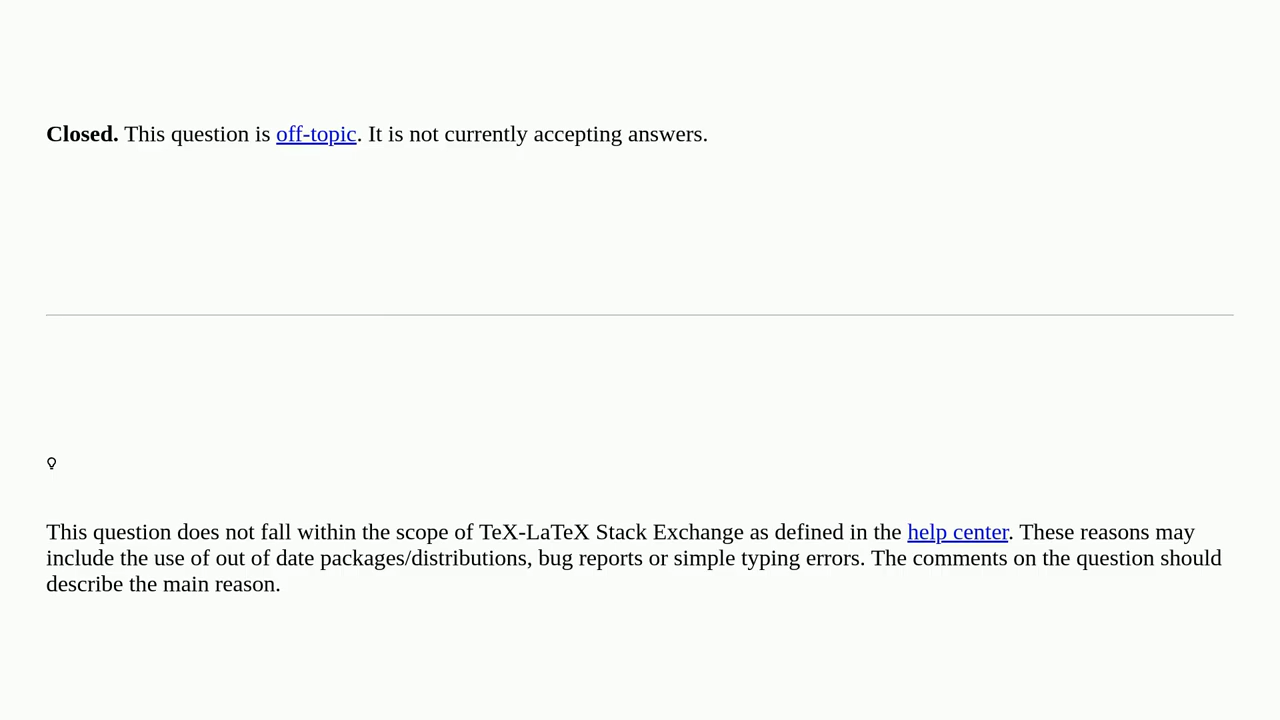 Closed. This question is off-topic. It is not currently accepting answers.
This question does not fall within the scope of TeX-LaTeX Stack Exchange as defined in the help center. These reasons may
include the use of out of date packages/distributions, bug reports or simple typing errors. The comments on the question should
describe the main reason.